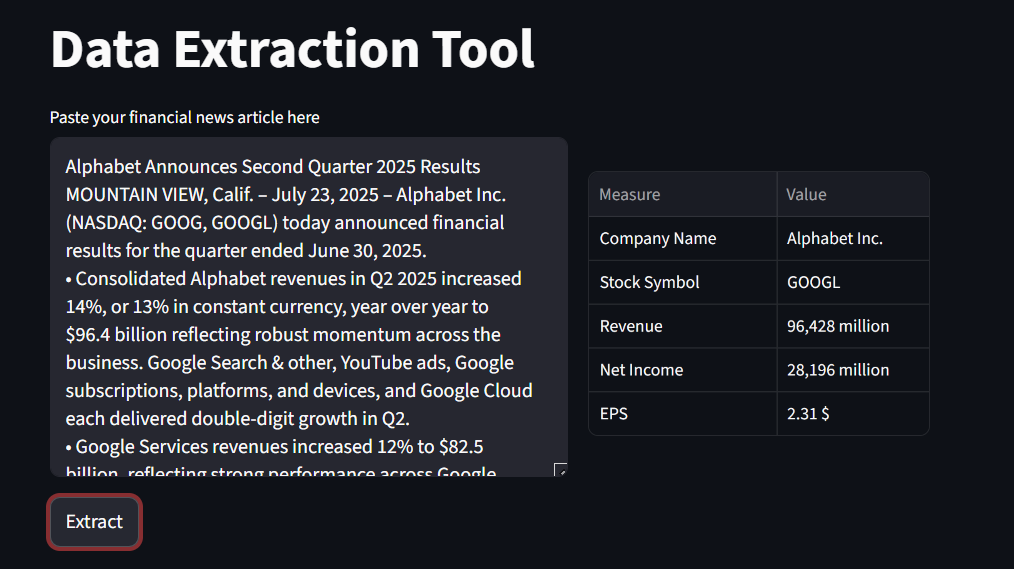 Data Extraction Tool
Paste your financial news article here
Alphabet Announces Second Quarter 2025 Results
MOUNTAIN VIEW, Calif. – July 23, 2025 – Alphabet Inc.
(NASDAQ: GOOG, GOOGL) today announced financial
results for the quarter ended June 30, 2025.
• Consolidated Alphabet revenues in Q2 2025 increased
14%, or 13% in constant currency, year over year to
$96.4 billion reflecting robust momentum across the
business. Google Search & other, YouTube ads, Google
subscriptions, platforms, and devices, and Google Cloud
each delivered double-digit growth in Q2.
• Google Services revenues increased 12% to $82.5
billion, reflecting strong performance across Google
Measure Value
Company Name Alphabet Inc.
Stock Symbol GOOGL
Revenue 96,428 million
Net Income 28,196 million
EPS 2.31 $
Extract